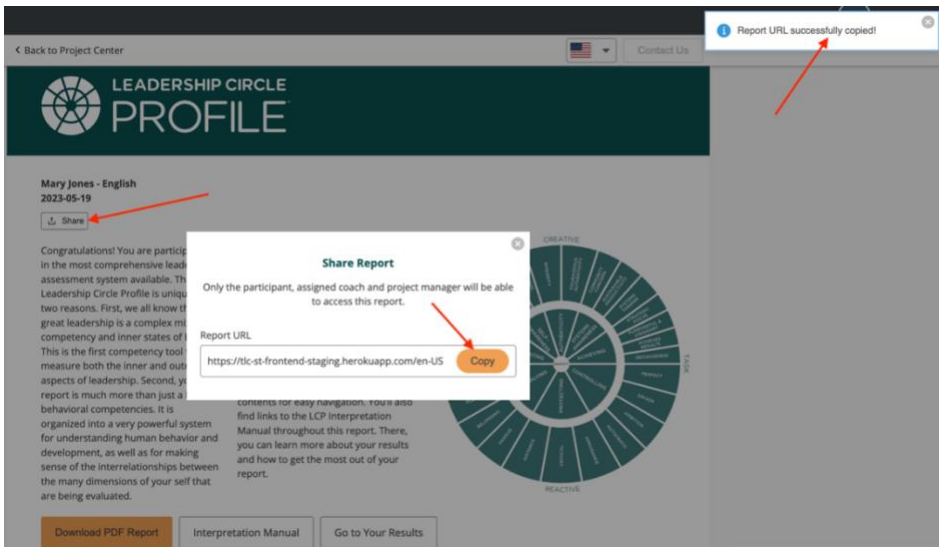 Report URL successfully copied!
Back to Project Center
Contact Us
LEADERSHIP CIRCLE
PROFILE
Mary Jones - English
2023-05-19
Share
Congratulations! You are
in the most comprehensive
assessment system available.
Leadership Circle Profile is
two reasons. First, we all know
great leadership is a complex
competency and inner states of
This is the first competency tool
measure both the inner and
aspects of leadership. Second,
report is much more than just a
behavioral competencies. It is
organized into a very powerful system
for understanding human behavior and
development, as well as for making
sense of the interrelationships between
the many dimensions of your self that
are being evaluated.
Share Report
Only the participant, assigned coach and project manager will be able
to access this report.
Report URL
https://tlc-st-frontend-staging.herokuapp.com/en-US
Copy
contents for easy navigation. You'll also
find links to the LCP Interpretation
Manual throughout this report. There,
you can learn more about your results
and how to get the most out of your
report.
CREATIVE
TASK
REACTIVE
CONTROLLING
PROTECTING
ACHIEVING
Download PDF Report
Interpretation Manual
Go to Your Results